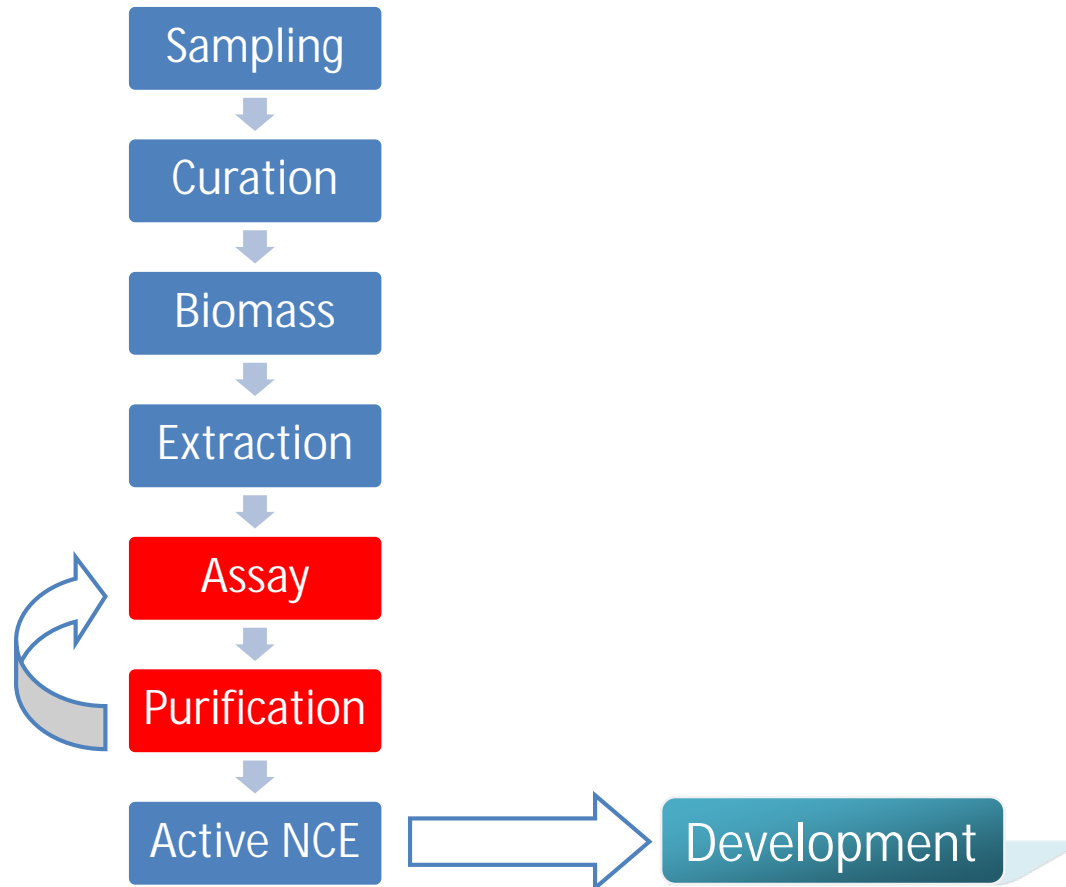 Sampling
Curation
Biomass
Extraction
Assay
Purification
Active NCE
Development